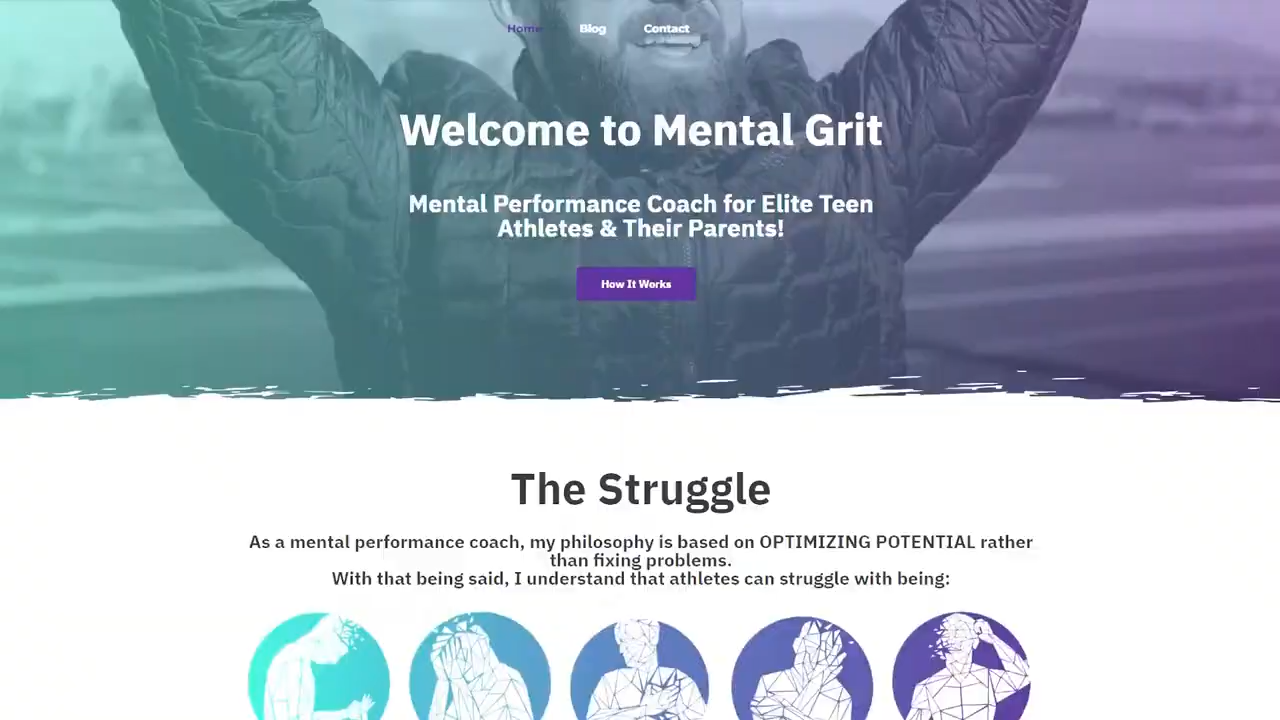 Home Blog Contact
Welcome to Mental Grit
Mental Performance Coach for Elite Teen
Athletes & Their Parents!
How It Works
The Struggle
As a mental performance coach, my philosophy is based on OPTIMIZING POTENTIAL rather
than fixing problems.
With that being said, I understand that athletes can struggle with being: